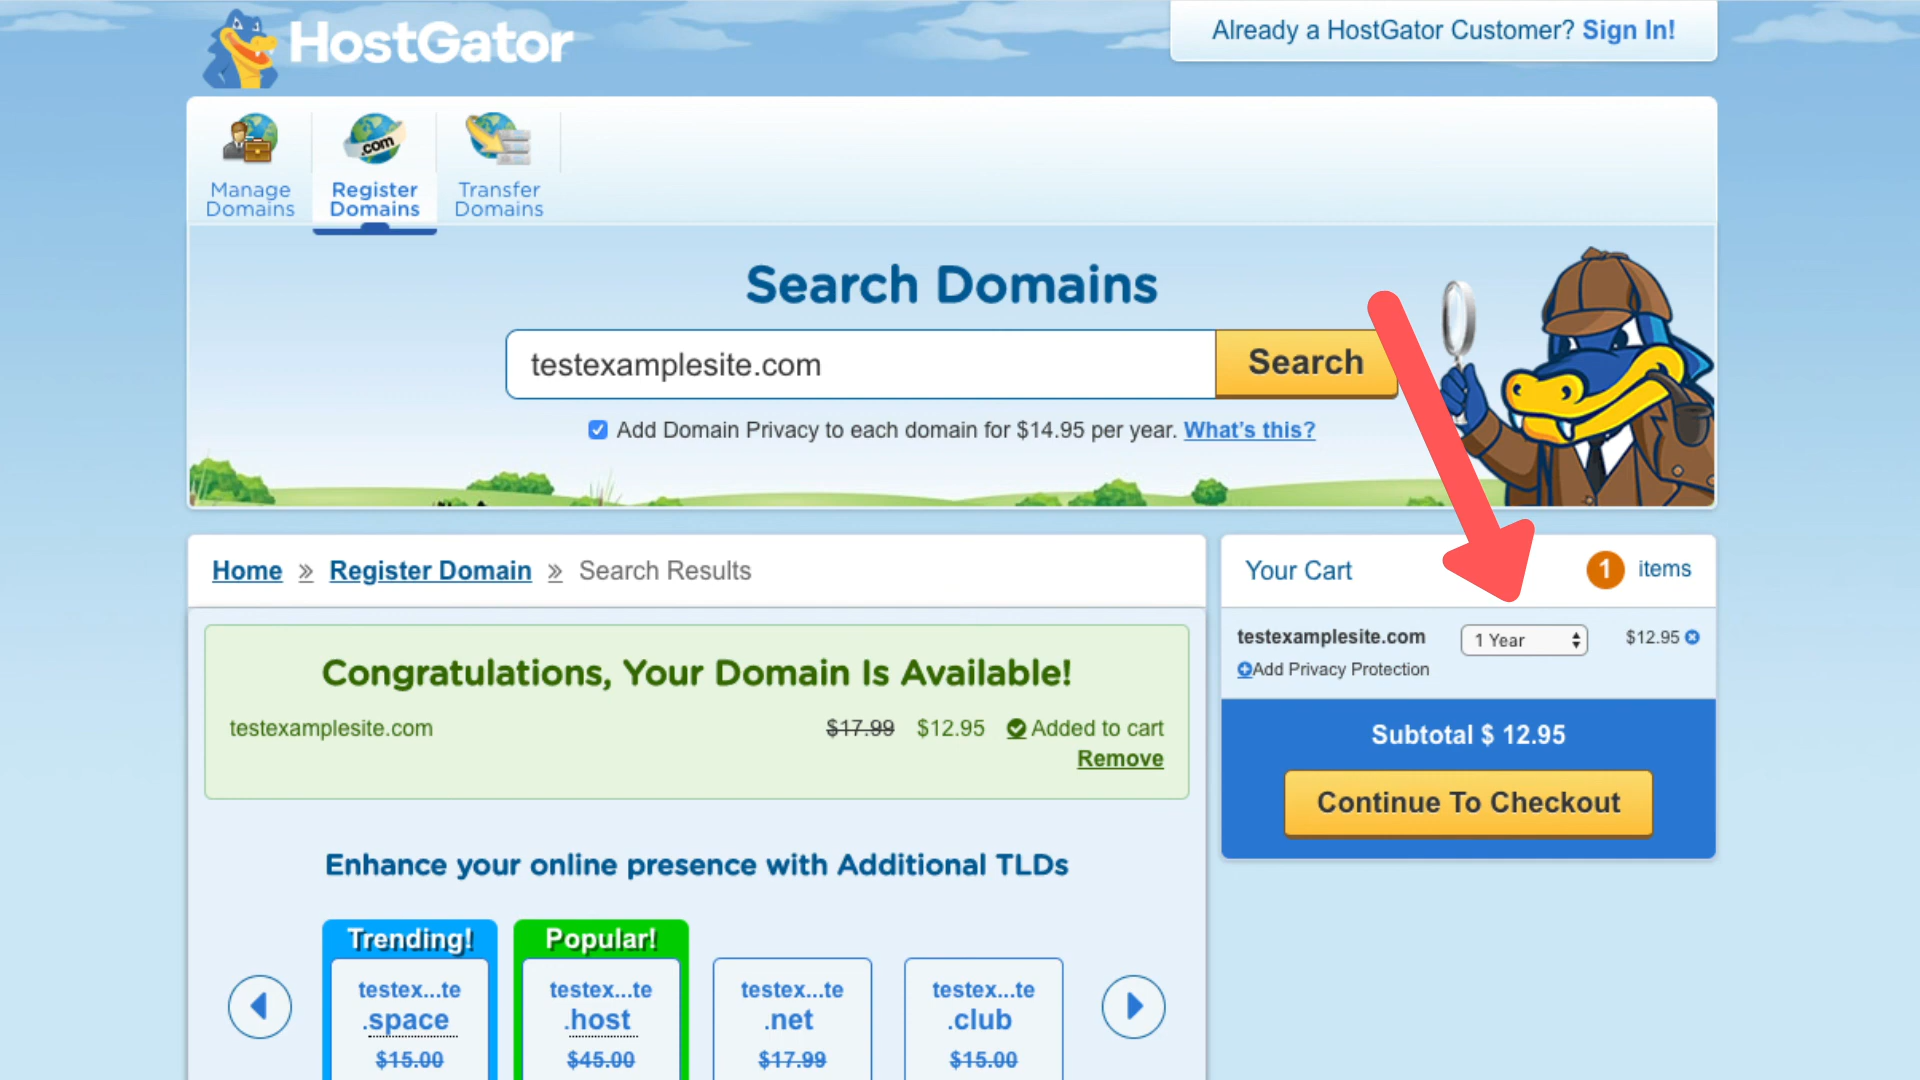 HostGator
Already a HostGator Customer? Sign In!
.com
Manage
Domains
Register
Domains
Transfer
Domains
Search Domains
testexamplesite.com
Search
Add Domain Privacy to each domain for $14.95 per year. What's this?
Home » Register Domain » Search Results
Congratulations, Your Domain Is Available!
testexamplesite.com $17.99 $12.95 Added to cart
Remove
Enhance your online presence with Additional TLDs
Trending!
testex...te
.space
$15.00
Popular!
testex...te
.host
$45.00
testex...te
.net
$17.99
testex...te
.club
$15.00
Your Cart 1 items
testexamplesite.com 1 Year $12.95
Add Privacy Protection
Subtotal $ 12.95
Continue To Checkout